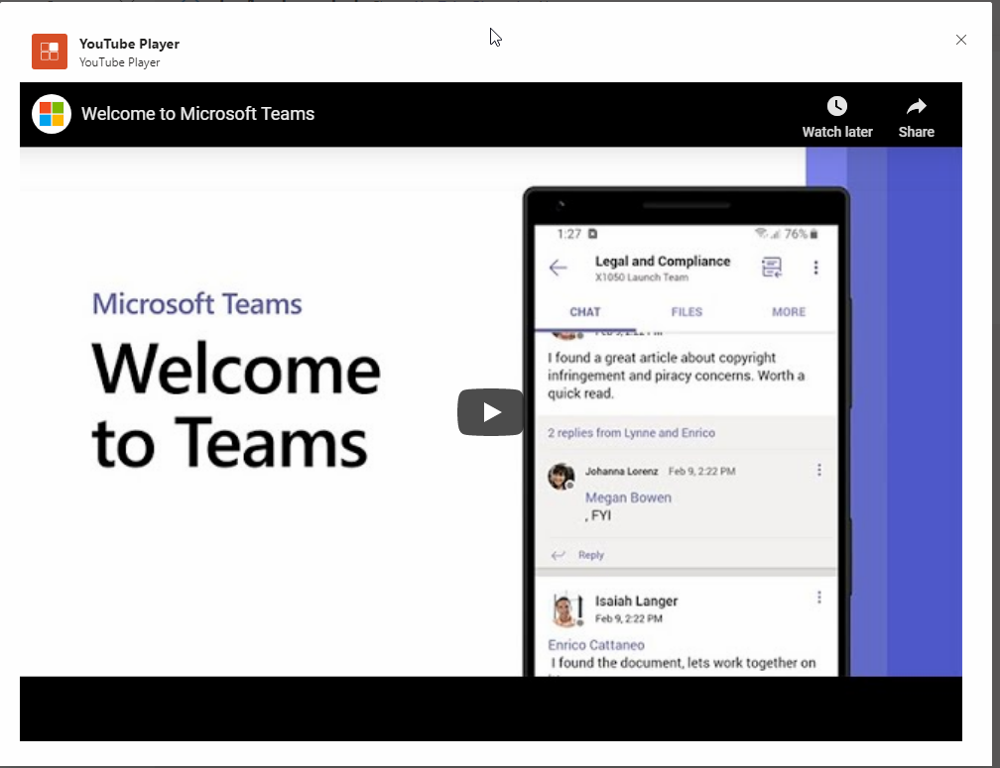 YouTube Player
YouTube Player
Welcome to Microsoft Teams
Watch later
Share
Microsoft Teams
Welcome
to Teams
1:27
76%
Legal and Compliance
X1050 Launch Team
CHAT FILES MORE
I found a great article about copyright
infringement and piracy concerns. Worth a
quick read.
2 replies from Lynne and Enrico
Johanna Lorenz Feb 9, 2:22 PM
Megan Bowen
, FYI
Reply
Isaiah Langer
Feb 9, 2:22 PM
Enrico Cattaneo
I found the document, lets work together on